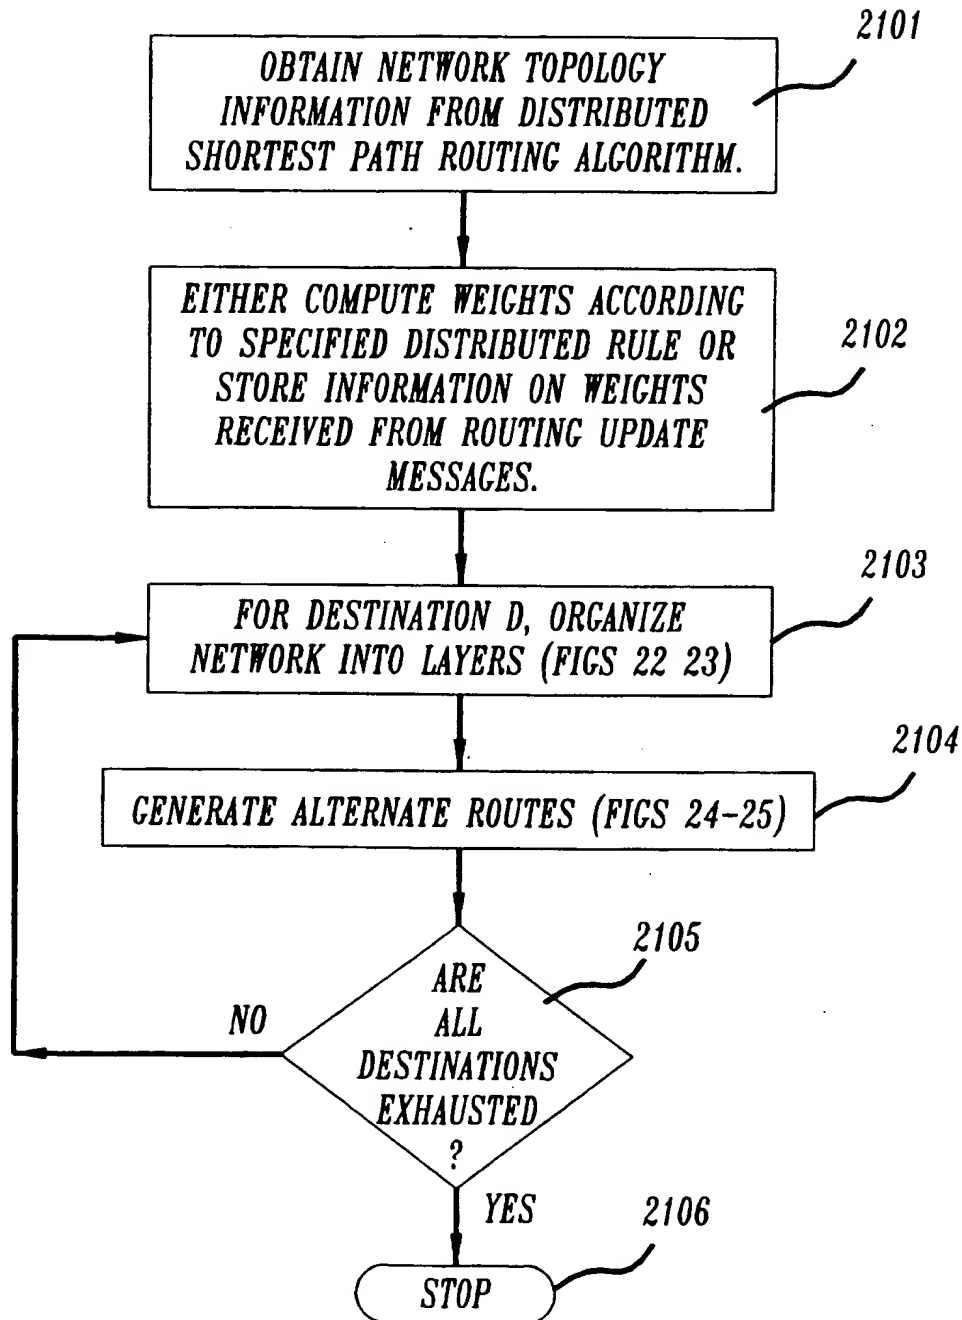 2101
OBTAIN NETWORK TOPOLOGY
INFORMATION FROM DISTRIBUTED
SHORTEST PATH ROUTING ALGORITHM.
EITHER COMPUTE WEIGHTS ACCORDING
TO SPECIFIED DISTRIBUTED RULE OR
STORE INFORMATION ON WEIGHTS
RECEIVED FROM ROUTING UPDATE
MESSAGES.
2102
2103
FOR DESTINATION D, ORGANIZE
NETWORK INTO LAYERS (FIGS 22 23)
2104
GENERATE ALTERNATE ROUTES (FIGS 24-25)
2105
ARE
ALL
DESTINATIONS
EXHAUSTED
?
NO
YES
2106
STOP